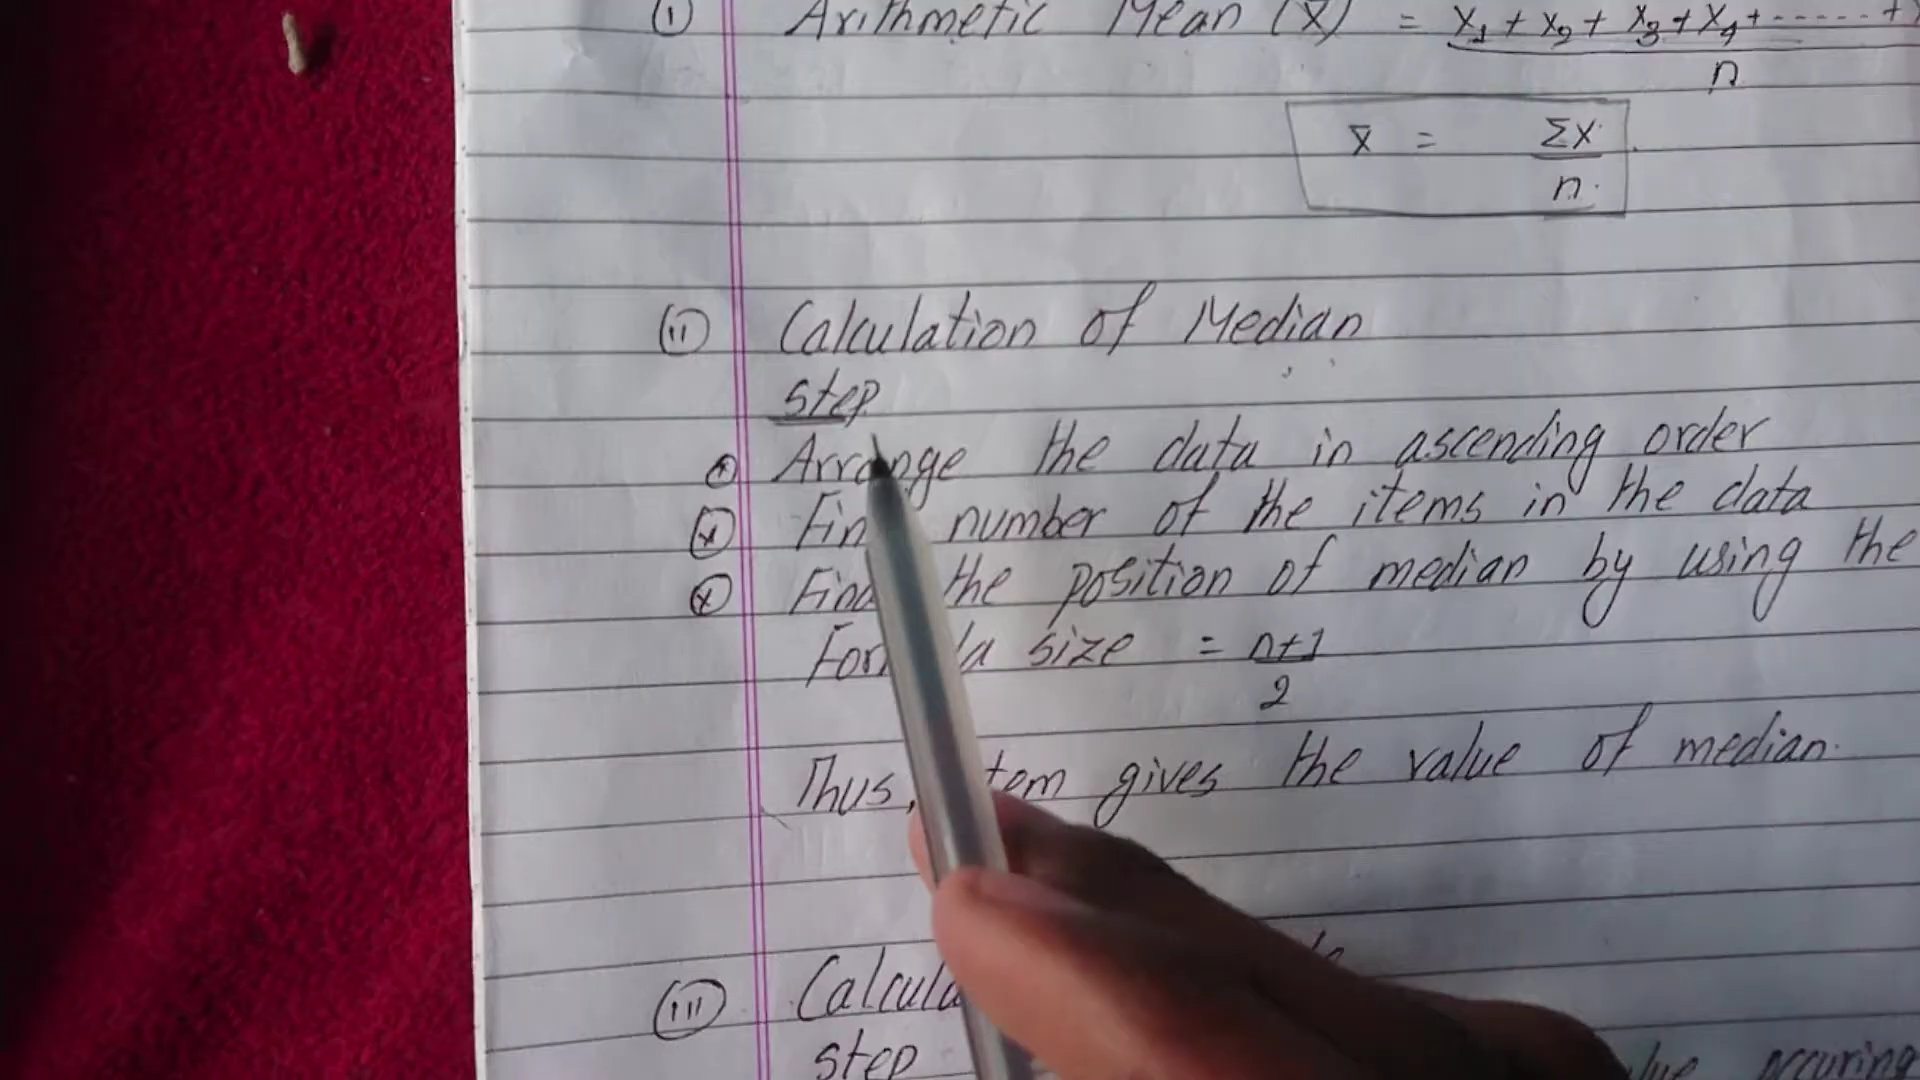 (i) Arithmetic Mean (x̄) = x₁ + x₂ + x₃ + x₄ + ------ +
n
x̄ = Σx
n
(ii) Calculation of Median
step
Arrange the data in ascending order
number of the items in the data
the position of median by using the
size = n+1
2
Thus, gives the value of median.
(iii)
step occuring